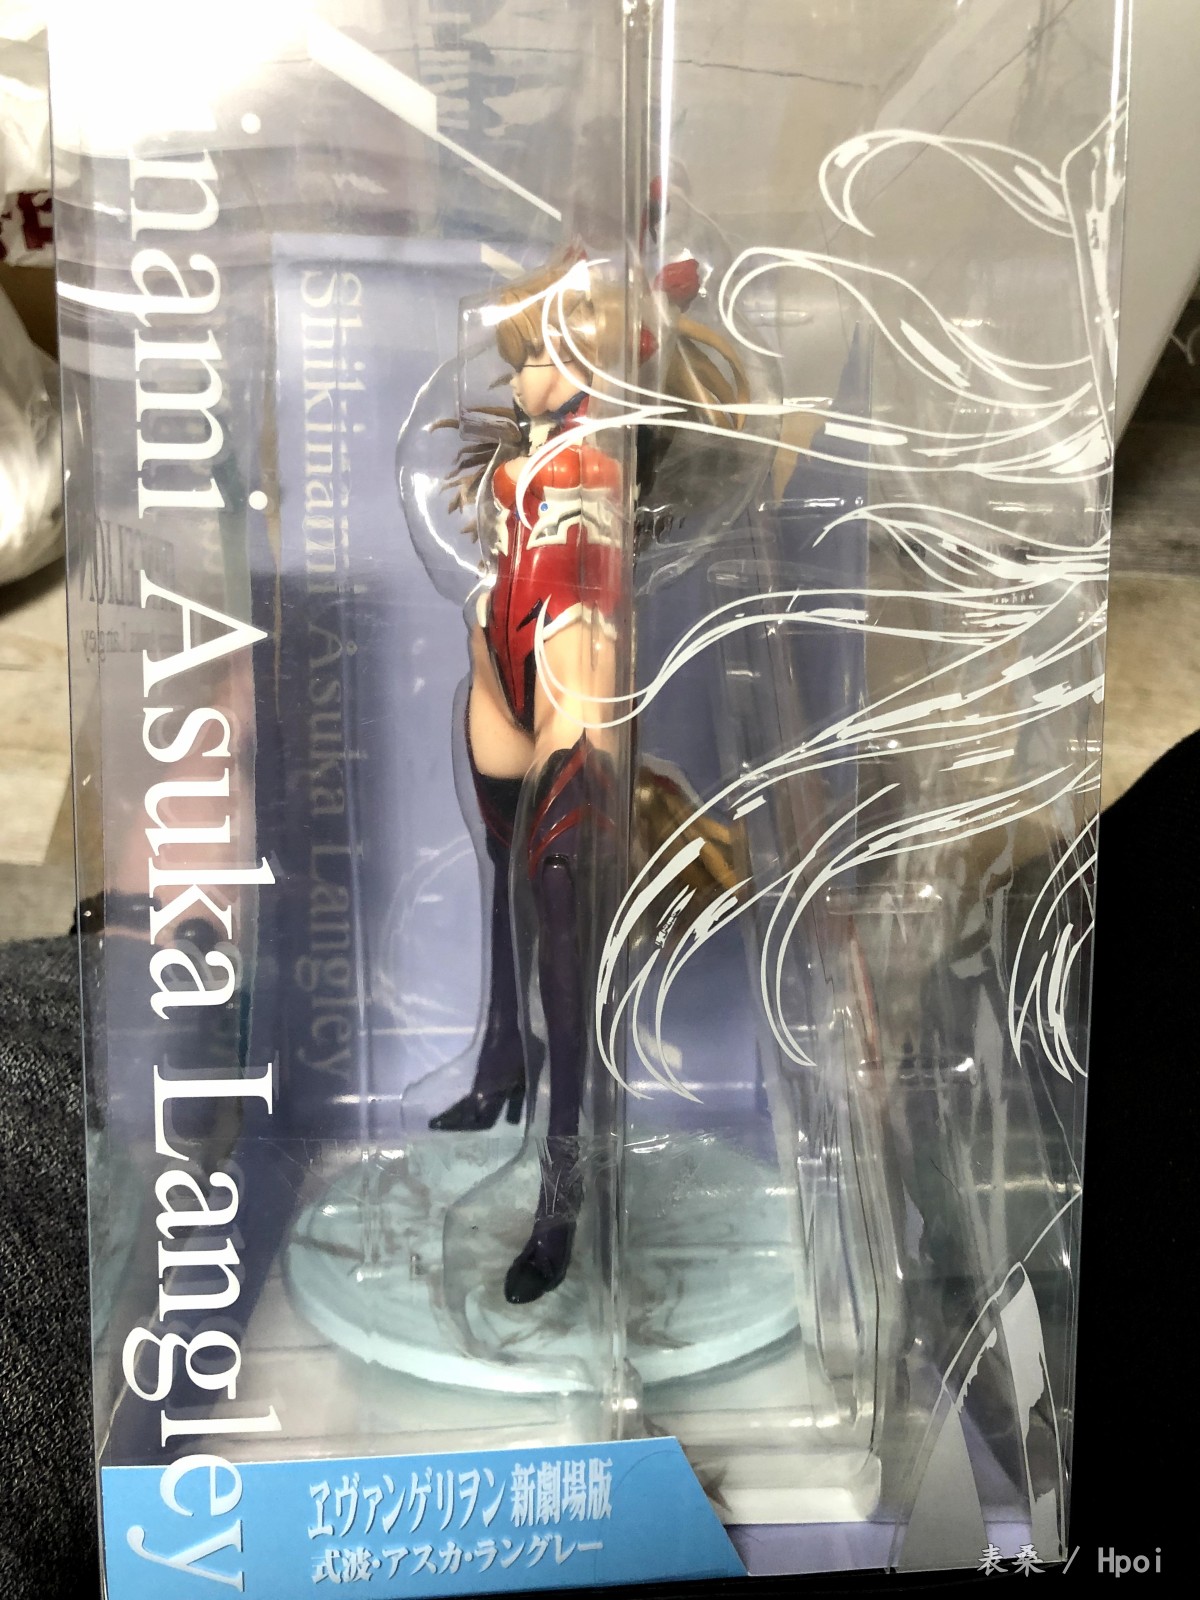 nami Asuka Langley
Shikinami Asuka Langley
ヱヴァンゲリヲン新劇場版
式波・アスカ・ラングレー
表桑 / Hpoi